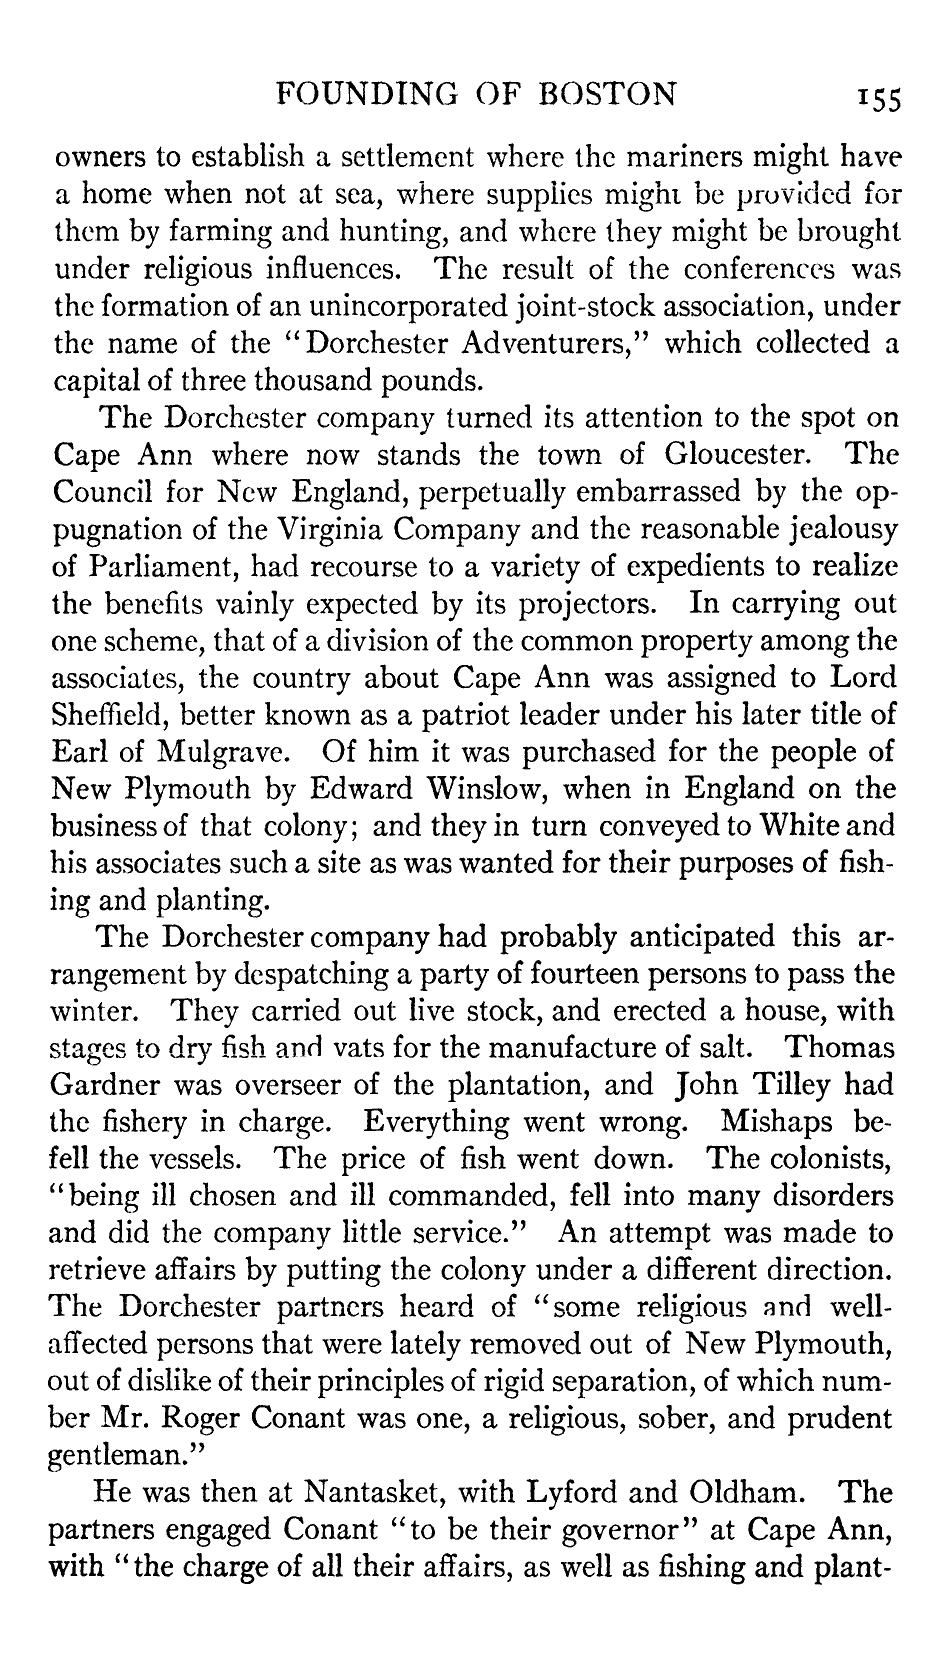 FOUNDING OF BOSTON 155
owners to establish a settlement where the mariners might have
a home when not at sea, where supplies might be provided for
them by farming and hunting, and where they might be brought
under religious influences. The result of the conferences was
the formation of an unincorporated joint-stock association, under
the name of the “Dorchester Adventurers,” which collected a
capital of three thousand pounds.
The Dorchester company turned its attention to the spot on
Cape Ann where now stands the town of Gloucester. The
Council for New England, perpetually embarrassed by the op-
pugnation of the Virginia Company and the reasonable jealousy
of Parliament, had recourse to a variety of expedients to realize
the benefits vainly expected by its projectors. In carrying out
one scheme, that of a division of the common property among the
associates, the country about Cape Ann was assigned to Lord
Sheffield, better known as a patriot leader under his later title of
Earl of Mulgrave. Of him it was purchased for the people of
New Plymouth by Edward Winslow, when in England on the
business of that colony; and they in turn conveyed to White and
his associates such a site as was wanted for their purposes of fish-
ing and planting.
The Dorchester company had probably anticipated this ar-
rangement by despatching a party of fourteen persons to pass the
winter. They carried out live stock, and erected a house, with
stages to dry fish and vats for the manufacture of salt. Thomas
Gardner was overseer of the plantation, and John Tilley had
the fishery in charge. Everything went wrong. Mishaps be-
fell the vessels. The price of fish went down. The colonists,
“being ill chosen and ill commanded, fell into many disorders
and did the company little service.” An attempt was made to
retrieve affairs by putting the colony under a different direction.
The Dorchester partners heard of “some religious and well-
affected persons that were lately removed out of New Plymouth,
out of dislike of their principles of rigid separation, of which num-
ber Mr. Roger Conant was one, a religious, sober, and prudent
gentleman.”
He was then at Nantasket, with Lyford and Oldham. The
partners engaged Conant “to be their governor” at Cape Ann,
with “the charge of all their affairs, as well as fishing and plant-